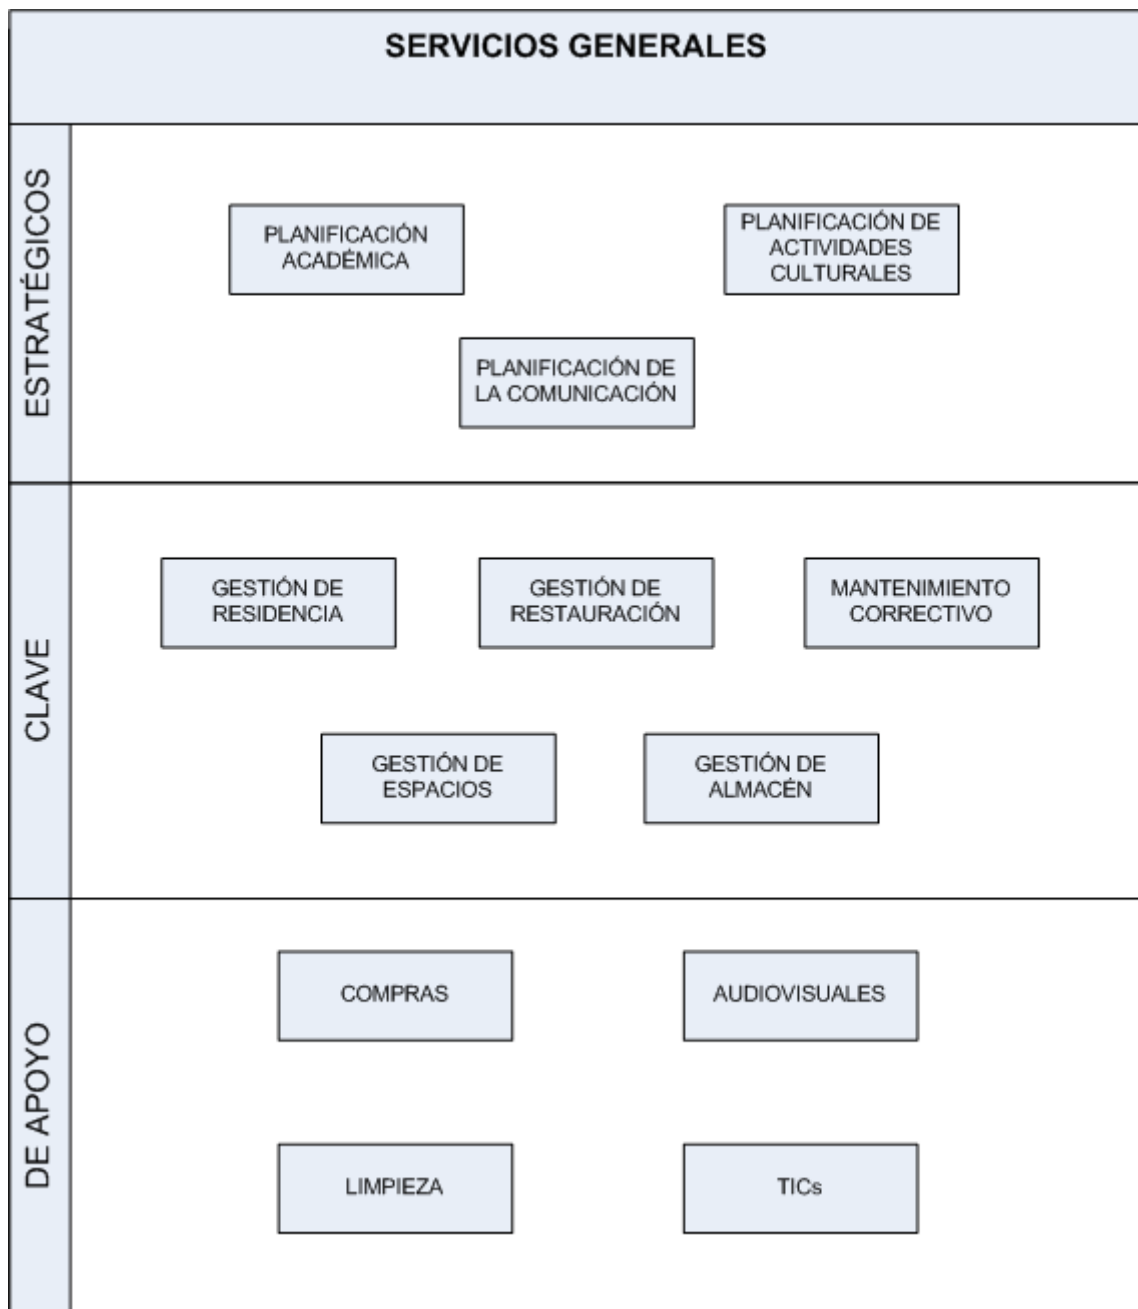 SERVICIOS GENERALES
ESTRATÉGICOS
PLANIFICACIÓN
ACADÉMICA
PLANIFICACIÓN DE
ACTIVIDADES
CULTURALES
PLANIFICACIÓN DE
LA COMUNICACIÓN
CLAVE
GESTIÓN DE
RESIDENCIA
GESTIÓN DE
RESTAURACIÓN
MANTENIMIENTO
CORRECTIVO
GESTIÓN DE
ESPACIOS
GESTIÓN DE
ALMACÉN
DE APOYO
COMPRAS
AUDIOVISUALES
LIMPIEZA
TICs